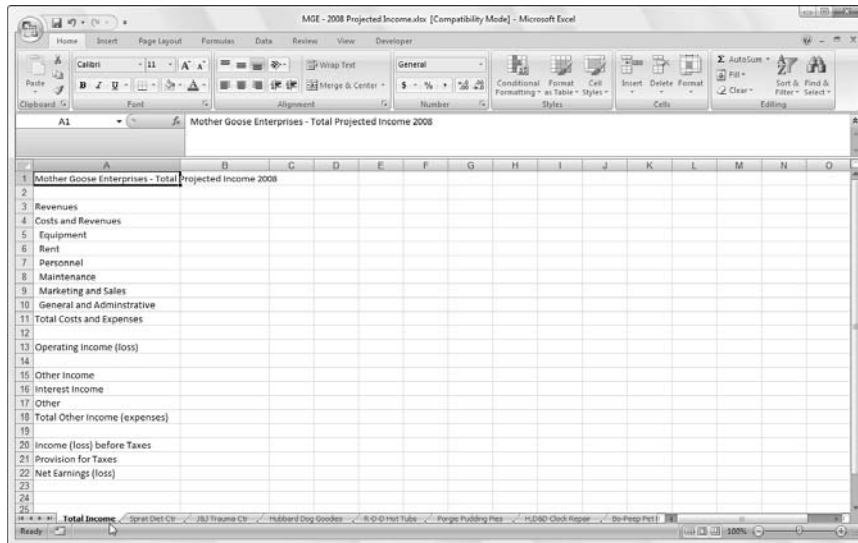 MGE - 2008 Projected Income.xlsx [Compatibility Mode] - Microsoft Excel
Home Insert Page Layout Formulas Data Review View Developer
Paste
Clipboard
Calibri 11 A A
B I U A
Font
Wrap Text
Merge & Center
Alignment
General
$ % ,
Number
Conditional Formatting
Format as Table
Cell Styles
Styles
Insert Delete Format
Cells
Σ AutoSum
Fill
Clear
Sort & Filter
Find & Select
Editing
A1 fx Mother Goose Enterprises - Total Projected Income 2008
A B C D E F G H I J K L M N O
1 Mother Goose Enterprises - Total Projected Income 2008
2
3 Revenues
4 Costs and Revenues
5 Equipment
6 Rent
7 Personnel
8 Maintenance
9 Marketing and Sales
10 General and Adminstrative
11 Total Costs and Expenses
12
13 Operating Income (loss)
14
15 Other Income
16 Interest Income
17 Other
18 Total Other Income (expenses)
19
20 Income (loss) before Taxes
21 Provision for Taxes
22 Net Earnings (loss)
23
24
25
Total Income Sprat Diet Ctr J&J Trauma Ctr Hubbard Dog Goodies R-D-D Hot Tubs Porgie Pudding Pies H,D&D Clock Repair Bo-Peep Pet
Ready 100%